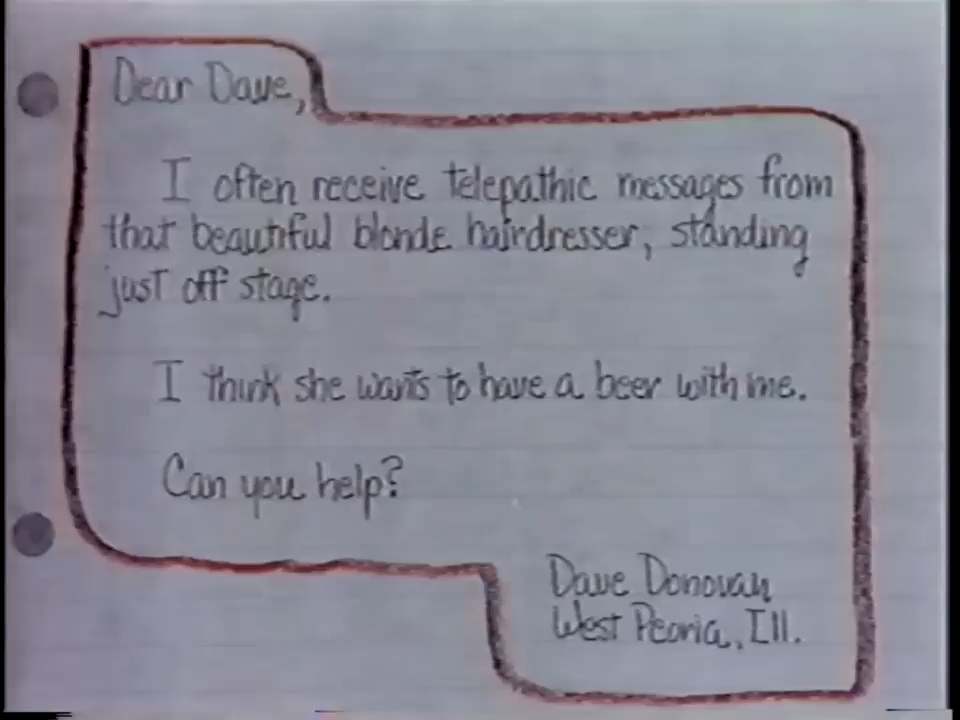 Dear Dave,
I often receive telepathic messages from
that beautiful blonde hairdresser, standing
just off stage.
I think she wants to have a beer with me.
Can you help?
Dave Donovan
West Peoria, Ill.